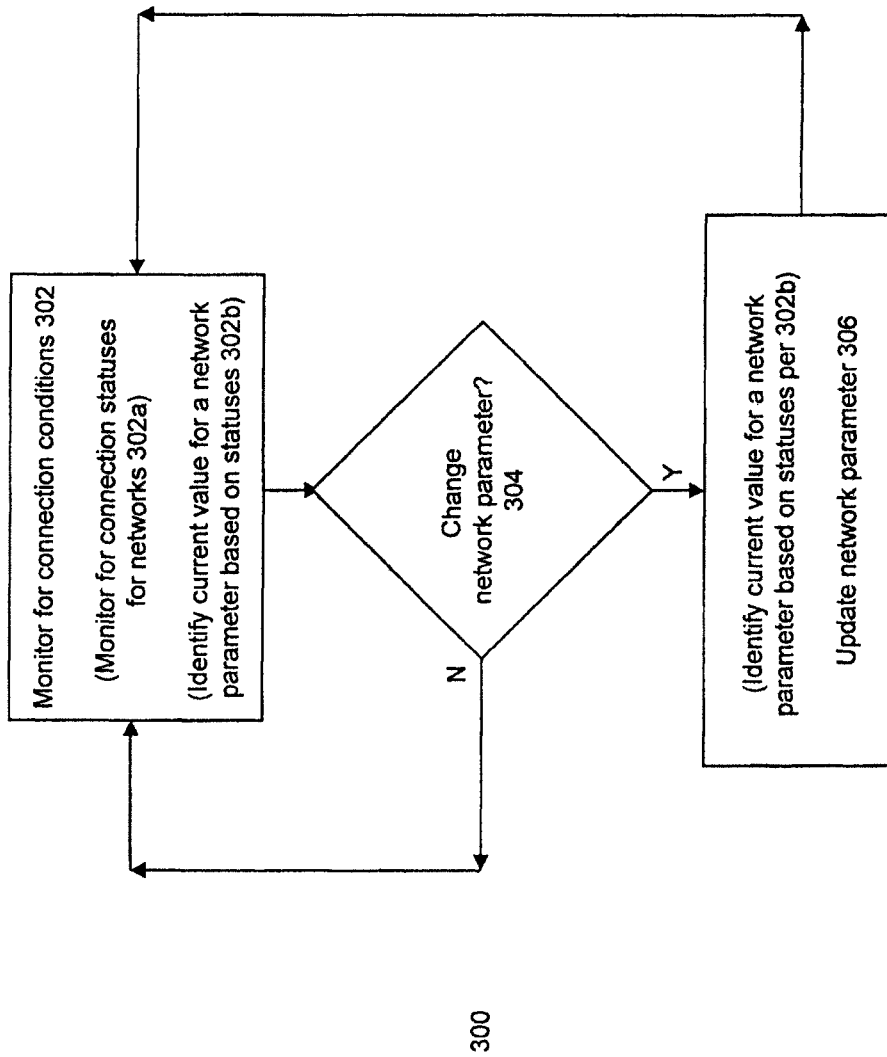 Monitor for connection conditions 302
(Monitor for connection statuses
for networks 302a)
(Identify current value for a network
parameter based on statuses 302b)
Change
network parameter?
304
N
Y
(Identify current value for a network
parameter based on statuses per 302b)
Update network parameter 306
300